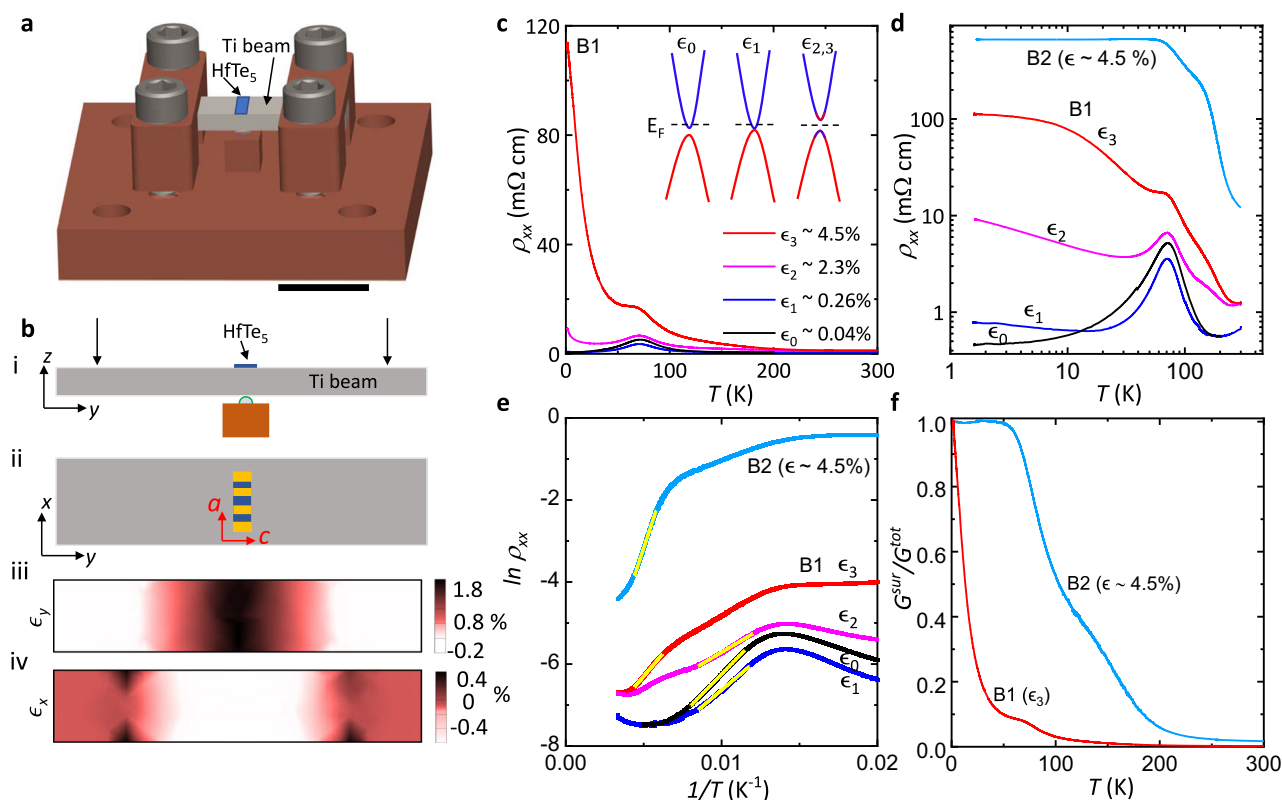 a
Ti beam
HfTe5
b
HfTe5
i
z
Ti beam
y
ii
x
a
c
y
iii
ϵy
1.8
0.8 %
-0.2
iv
ϵx
0.4
0 %
-0.4
c
120
80
40
0
ρxx (mΩ cm)
B1
ϵ0
ϵ1
ϵ2,3
EF
ϵ3 ~ 4.5%
ϵ2 ~ 2.3%
ϵ1 ~ 0.26%
ϵ0 ~ 0.04%
0 100 200 300
T (K)
d
100
10
1
ρxx (mΩ cm)
B2 (ϵ ~ 4.5 %)
B1
ϵ3
ϵ2
ϵ1
ϵ0
1 10 100
T (K)
e
0
-2
-4
-6
-8
ln ρxx
B2 (ϵ ~ 4.5%)
B1 ϵ3
ϵ2
ϵ0
ϵ1
0.00 0.01 0.02
1/T (K-1)
f
1.0
0.8
0.6
0.4
0.2
0.0
Gsur/Gtot
B2 (ϵ ~ 4.5%)
B1 (ϵ3)
0 100 200 300
T (K)